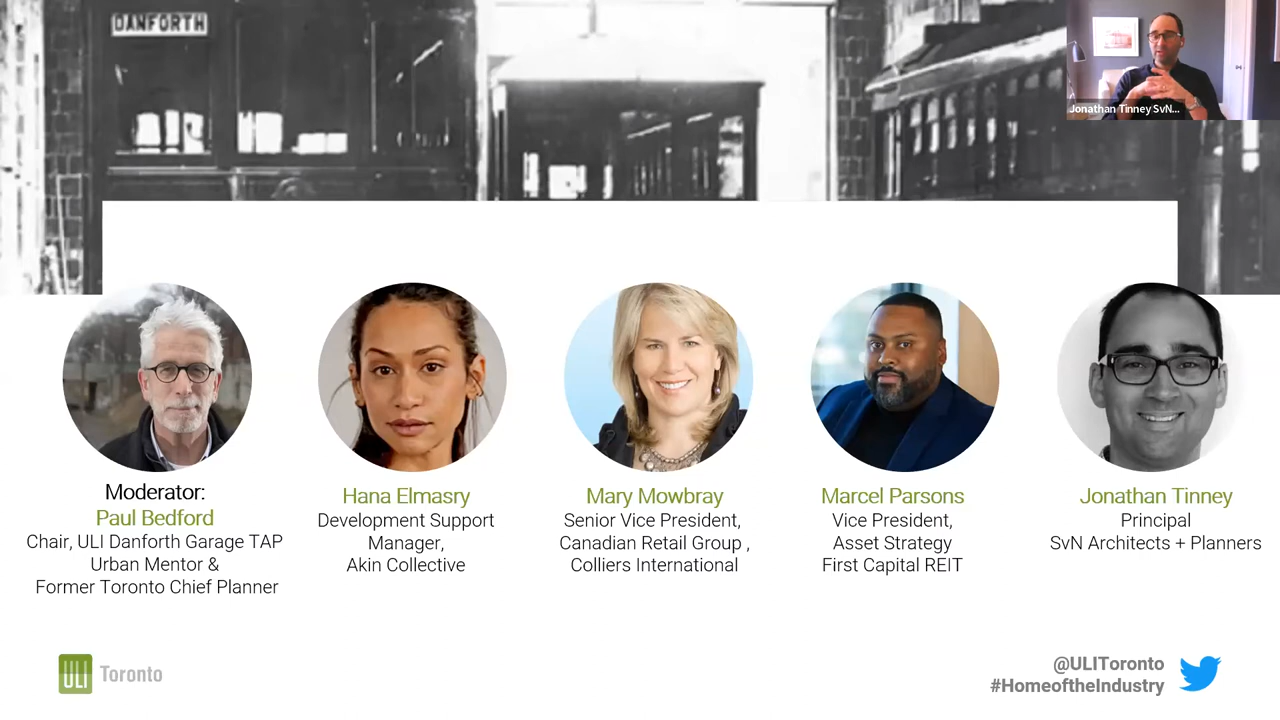 DANFORTH
Jonathan Tinney SvN...
Moderator:
Paul Bedford
Chair, ULI Danforth Garage TAP
Urban Mentor &
Former Toronto Chief Planner
Hana Elmasry
Development Support
Manager,
Akin Collective
Mary Mowbray
Senior Vice President,
Canadian Retail Group ,
Colliers International
Marcel Parsons
Vice President,
Asset Strategy
First Capital REIT
Jonathan Tinney
Principal
SvN Architects + Planners
ULI Toronto
@ULIToronto
#HomeoftheIndustry